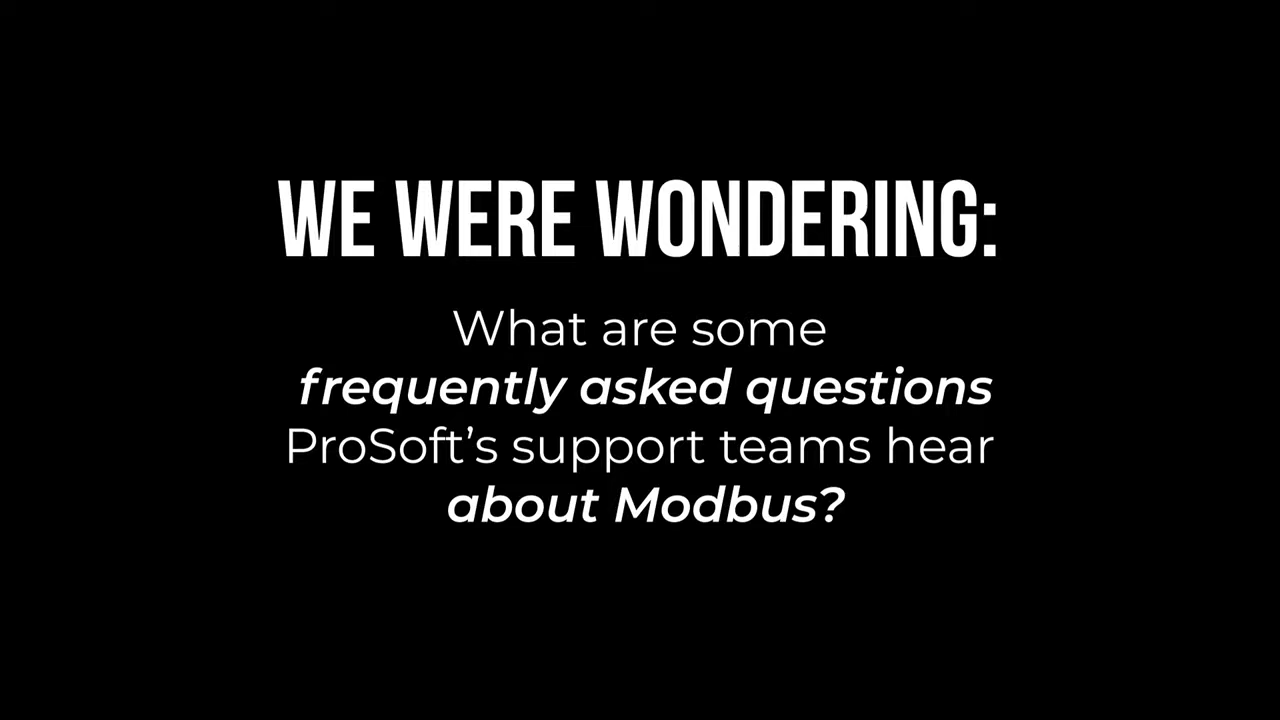 WE WERE WONDERING:
What are some
frequently asked questions
ProSoft’s support teams hear
about Modbus?